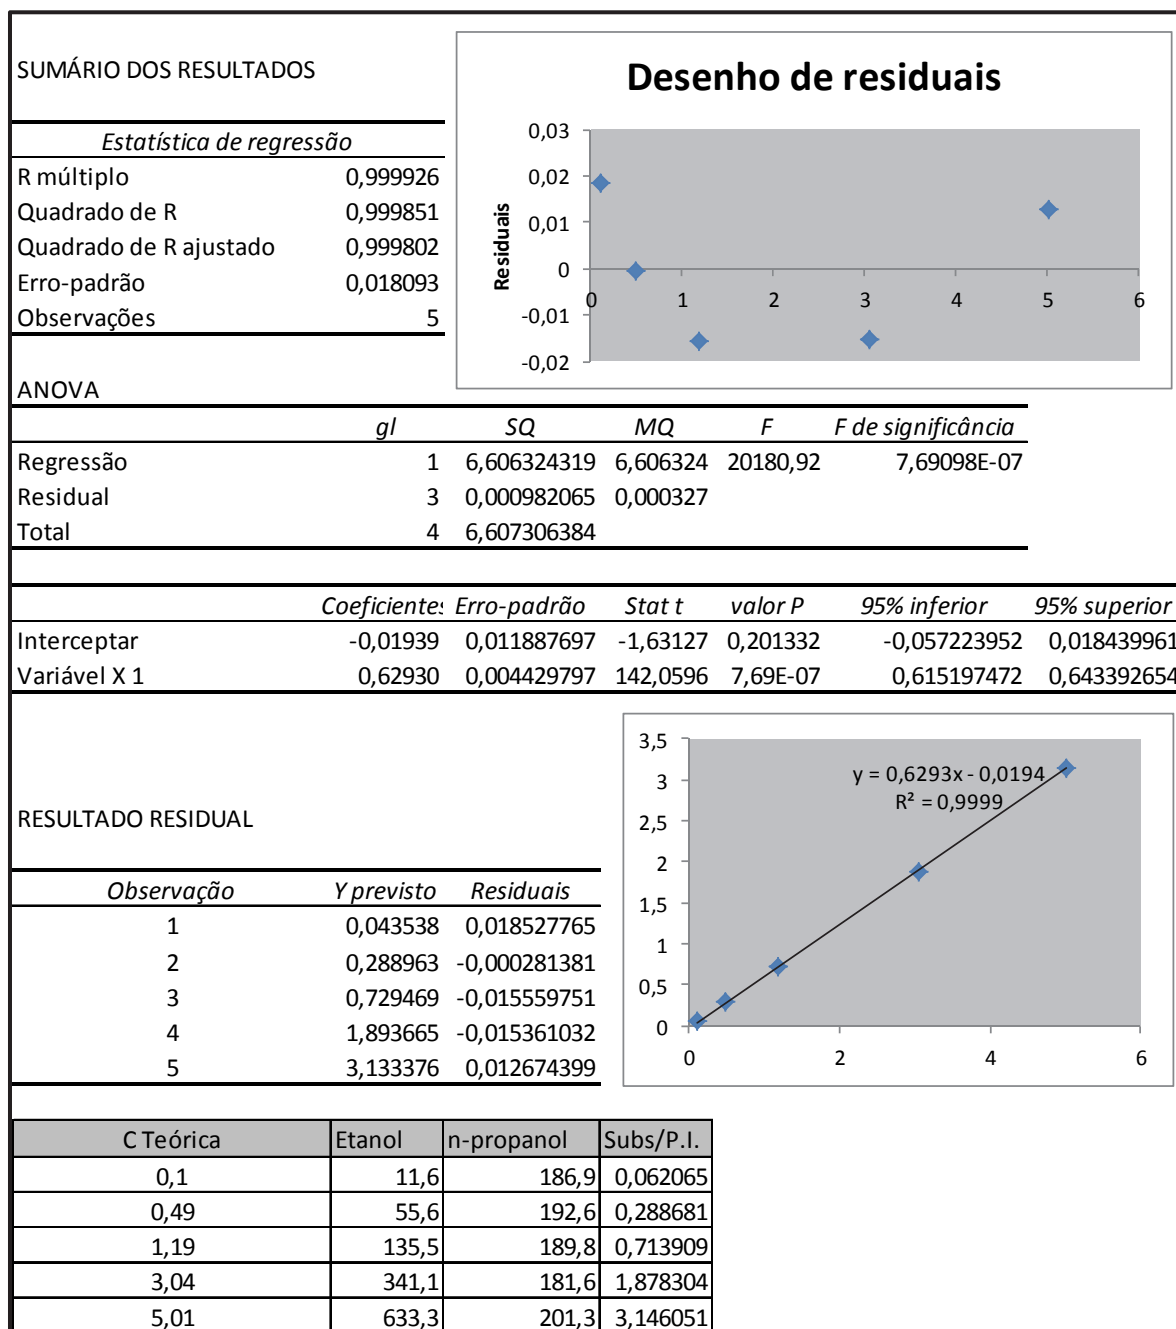 SUMÁRIO DOS RESULTADOS
Estatística de regressão
R múltiplo 0,999926
Quadrado de R 0,999851
Quadrado de R ajustado 0,999802
Erro-padrão 0,018093
Observações 5
Desenho de residuais
Residuais
0,03
0,02
0,01
0
-0,01
-0,02
0 1 2 3 4 5 6
ANOVA
gl SQ MQ F F de significância
Regressão 1 6,606324319 6,606324 20180,92 7,69098E-07
Residual 3 0,000982065 0,000327
Total 4 6,607306384
Coeficientes Erro-padrão Stat t valor P 95% inferior 95% superior
Interceptar -0,01939 0,011887697 -1,63127 0,201332 -0,057223952 0,018439961
Variável X 1 0,62930 0,004429797 142,0596 7,69E-07 0,615197472 0,643392654
RESULTADO RESIDUAL
Observação Y previsto Residuais
1 0,043538 0,018527765
2 0,288963 -0,000281381
3 0,729469 -0,015559751
4 1,893665 -0,015361032
5 3,133376 0,012674399
3,5
3
2,5
2
1,5
1
0,5
0
0 2 4 6
y = 0,6293x - 0,0194
R² = 0,9999
C Teórica Etanol n-propanol Subs/P.I.
0,1 11,6 186,9 0,062065
0,49 55,6 192,6 0,288681
1,19 135,5 189,8 0,713909
3,04 341,1 181,6 1,878304
5,01 633,3 201,3 3,146051